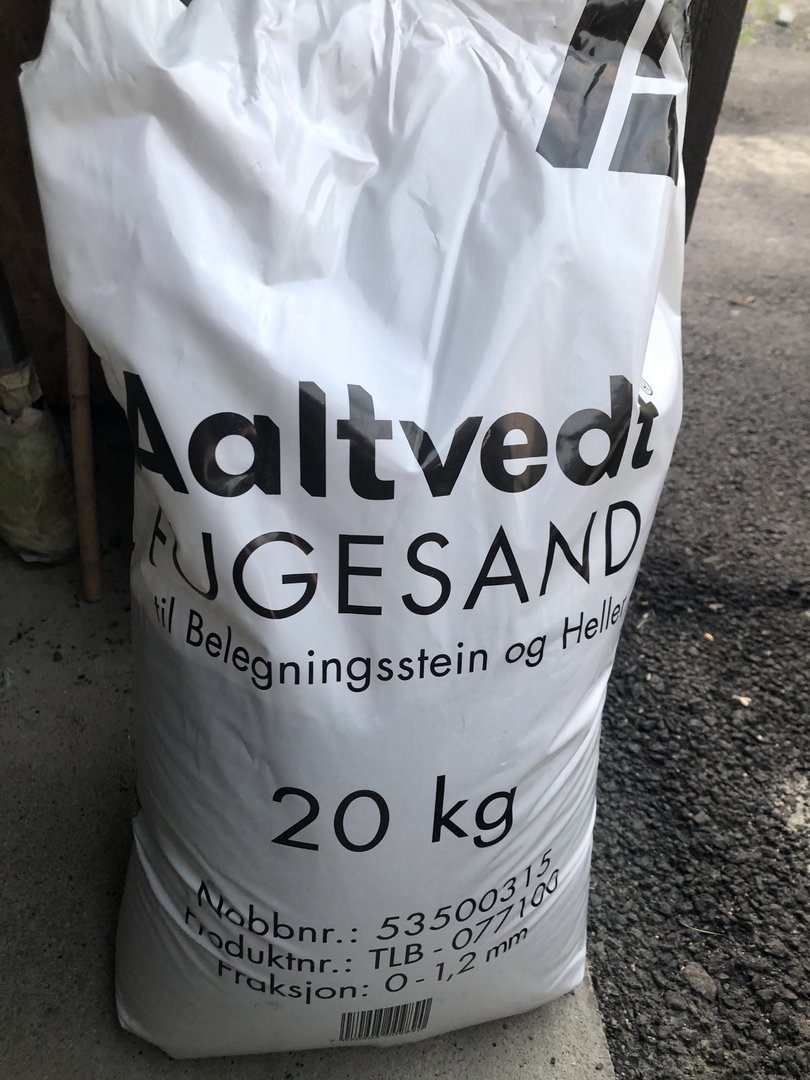 Aaltvedt®
FUGESAND
til Belegningsstein og Heller
20 kg
Nobbnr.: 53500315
Produktnr.: TLB - 077100
Fraksjon: 0 - 1,2 mm